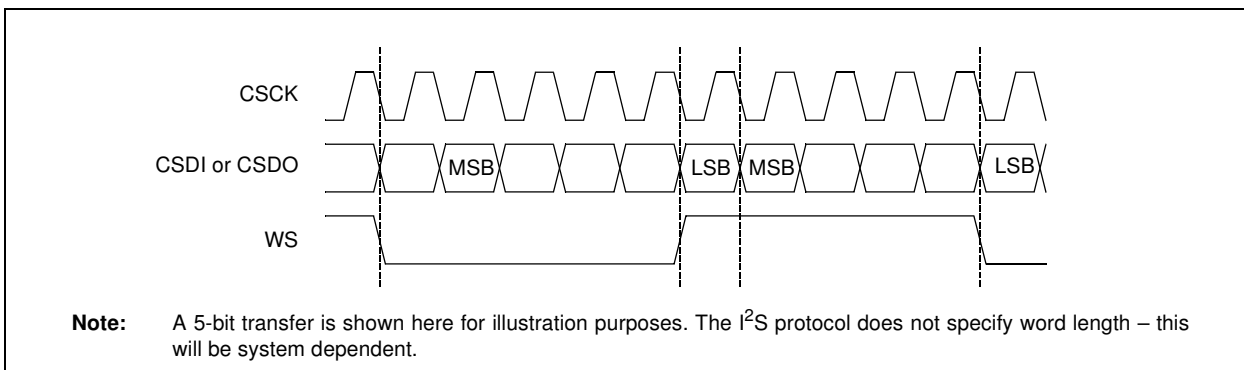 CSCK
CSDI or CSDO
MSB LSB MSB LSB
WS
Note: A 5-bit transfer is shown here for illustration purposes. The I²S protocol does not specify word length – this
will be system dependent.